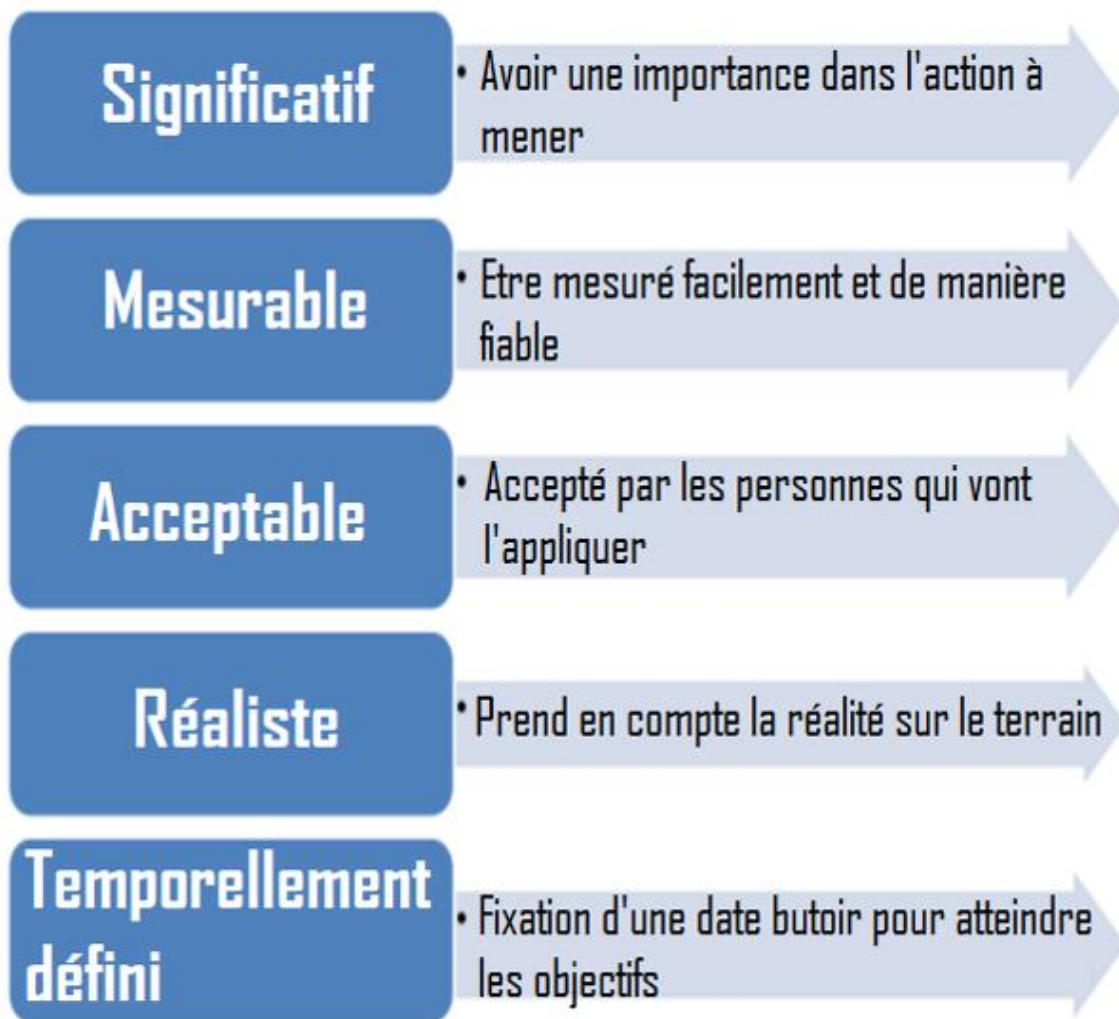 Significatif
• Avoir une importance dans l'action à
mener
Mesurable
• Etre mesuré facilement et de manière
fiable
Acceptable
• Accepté par les personnes qui vont
l'appliquer
Réaliste
• Prend en compte la réalité sur le terrain
Temporellement
défini
• Fixation d'une date butoir pour atteindre
les objectifs